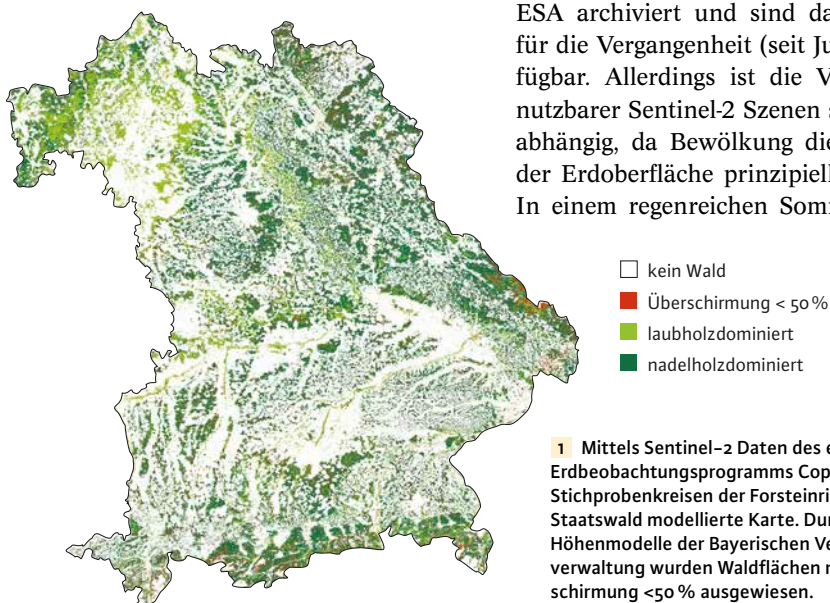 ESA archiviert und sind da
für die Vergangenheit (seit Ju
fügbar. Allerdings ist die V
nutzbarer Sentinel-2 Szenen s
abhängig, da Bewölkung die
der Erdoberfläche prinzipiell
In einem regenreichen Som
kein Wald
Überschirmung < 50 %
laubholzdominiert
nadelholzdominiert
1 Mittels Sentinel-2 Daten des e
Erdbeobachtungsprogramms Cop
Stichprobenkreisen der Forsteinri
Staatswald modellierte Karte. Dur
Höhenmodelle der Bayerischen Ve
verwaltung wurden Waldflächen
schirmung <50 % ausgewiesen.